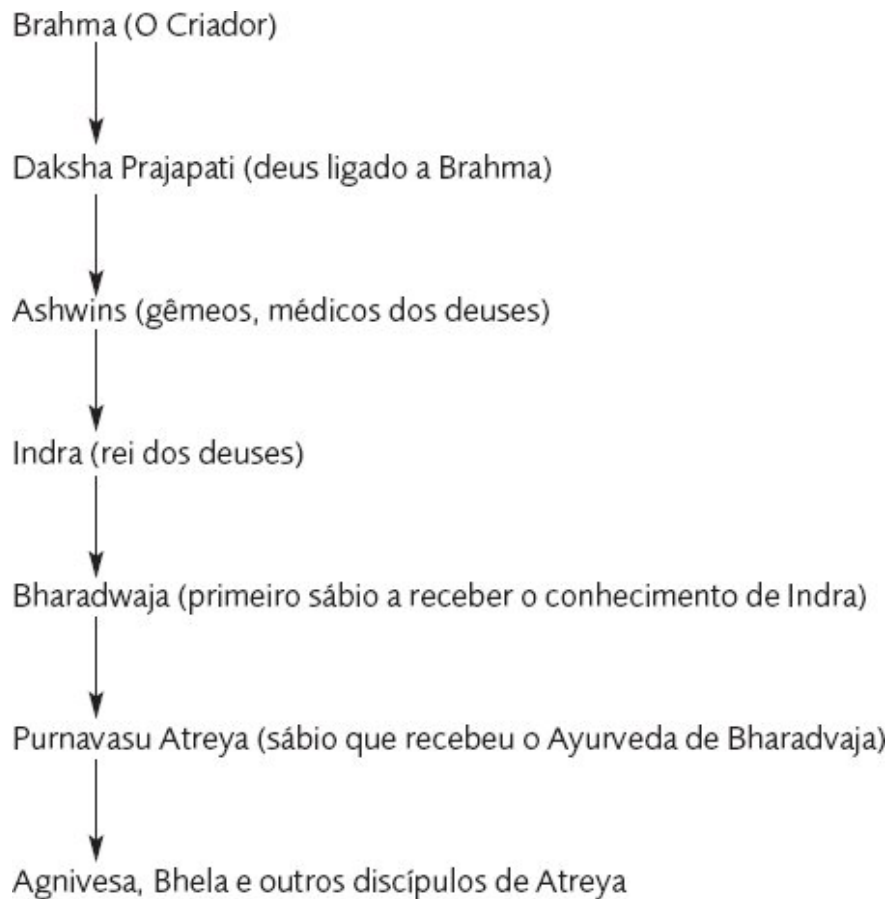 Brahma (O Criador)
Daksha Prajapati (deus ligado a Brahma)
Ashwins (gêmeos, médicos dos deuses)
Indra (rei dos deuses)
Bharadwaja (primeiro sábio a receber o conhecimento de Indra)
Purnavasu Atreya (sábio que recebeu o Ayurveda de Bharadvaja)
Agnivesa, Bhela e outros discípulos de Atreya